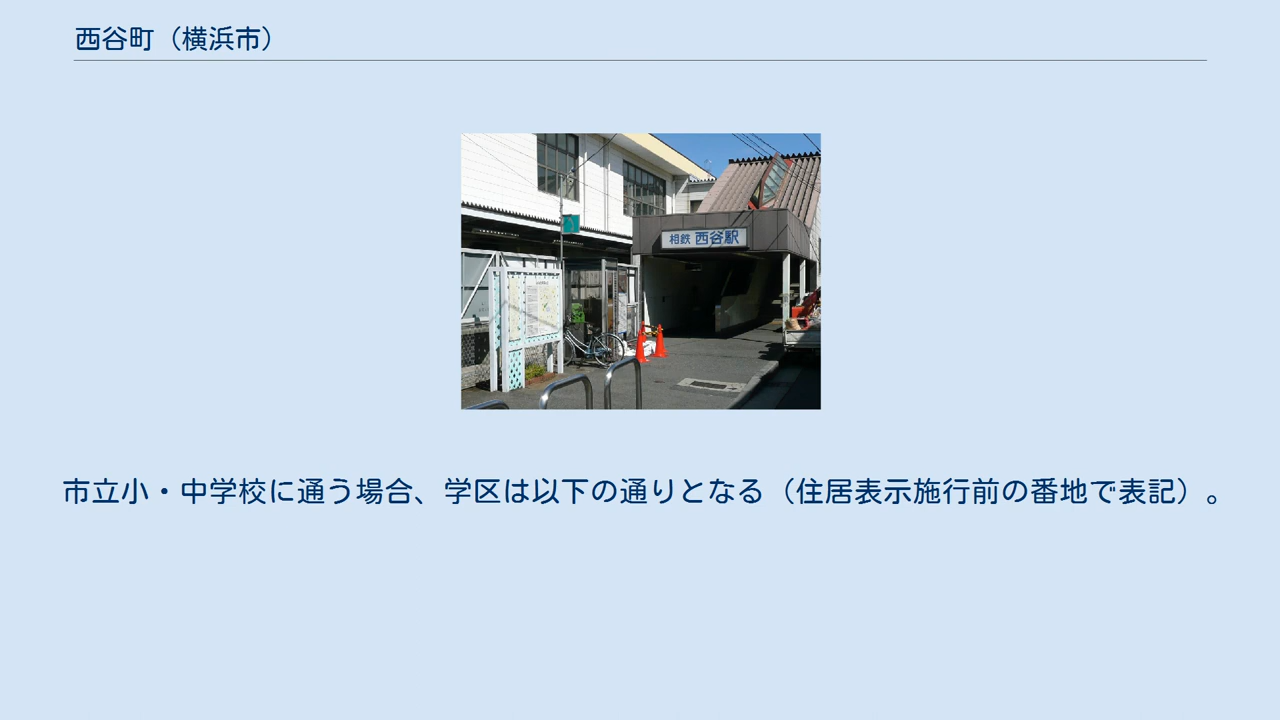 西谷町（横浜市）
相鉄 西谷駅
市立小・中学校に通う場合、学区は以下の通りとなる（住居表示施行前の番地で表記）。